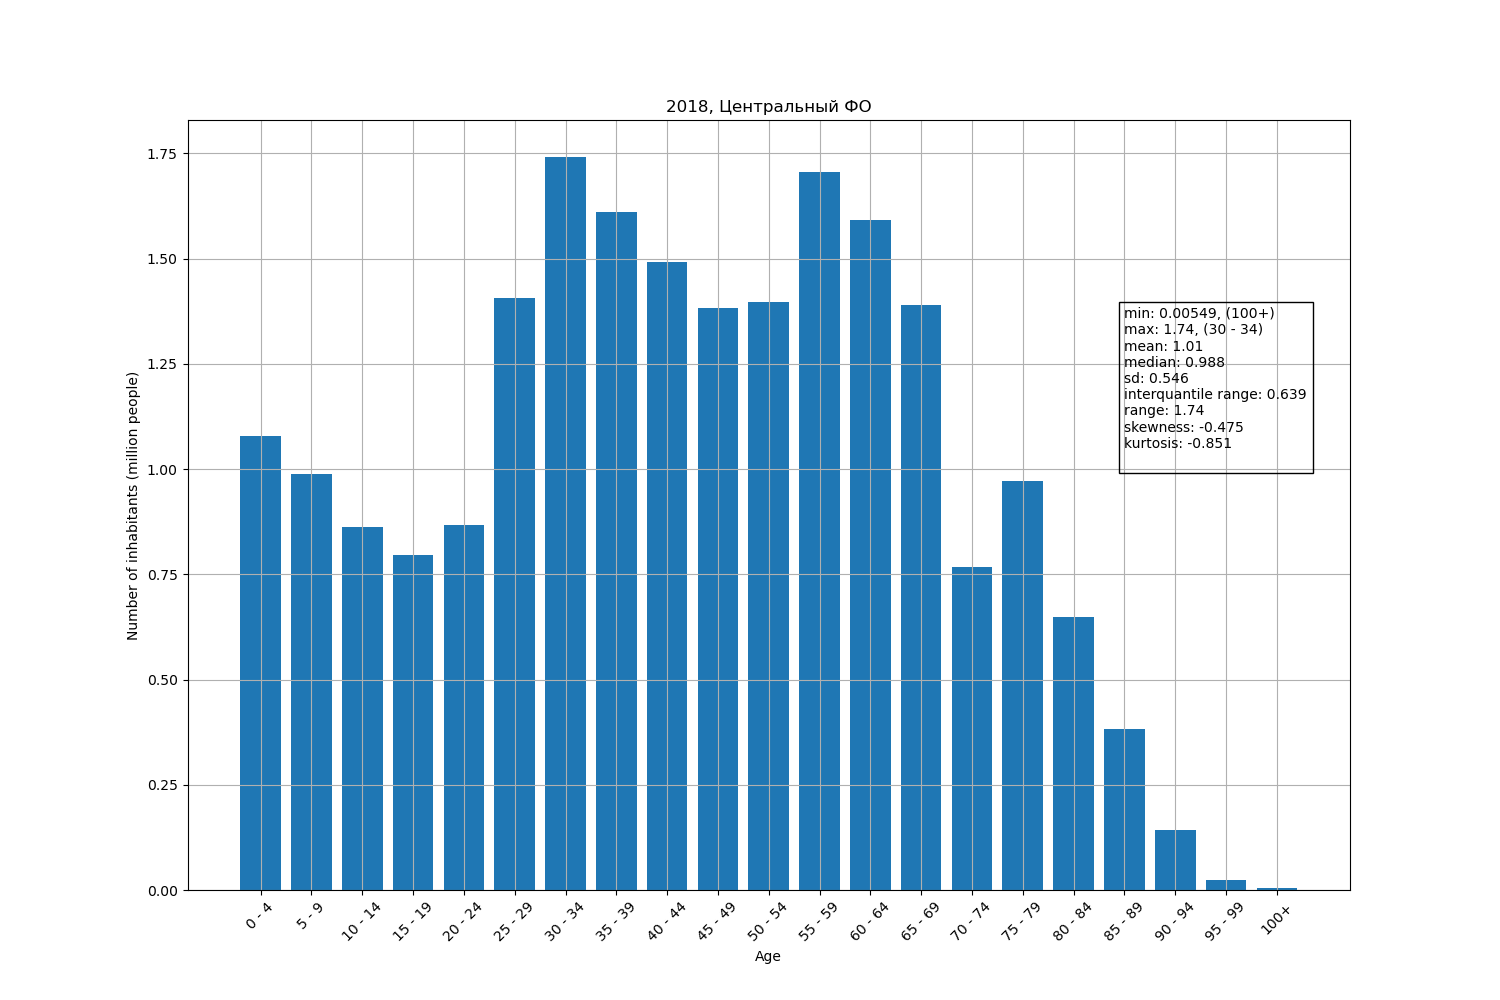 2018, Центральный ФО
Number of inhabitants (million people)
1.75
1.50
1.25
1.00
0.75
0.50
0.25
0.00
min: 0.00549, (100+)
max: 1.74, (30 - 34)
mean: 1.01
median: 0.988
sd: 0.546
interquantile range: 0.639
range: 1.74
skewness: -0.475
kurtosis: -0.851
0 - 4
5 - 9
10 - 14
15 - 19
20 - 24
25 - 29
30 - 34
35 - 39
40 - 44
45 - 49
50 - 54
55 - 59
60 - 64
65 - 69
70 - 74
75 - 79
80 - 84
85 - 89
90 - 94
95 - 99
100+
Age